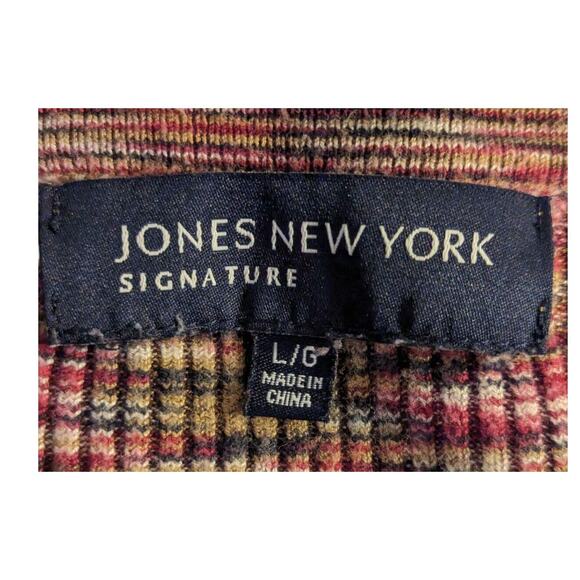 JONES NEW YORK
SIGNATURE
L/G
MADE IN
CHINA